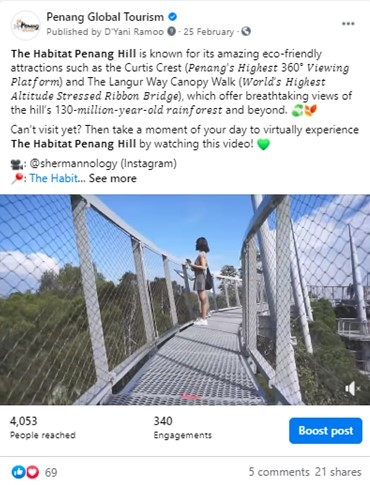 Penang Global Tourism
Published by D'Yani Ramoo · 25 February ·
The Habitat Penang Hill is known for its amazing eco-friendly
attractions such as the Curtis Crest (Penang's Highest 360° Viewing
Platform) and The Langur Way Canopy Walk (World's Highest
Altitude Stressed Ribbon Bridge), which offer breathtaking views of
the hill's 130-million-year-old rainforest and beyond.
Can't visit yet? Then take a moment of your day to virtually experience
The Habitat Penang Hill by watching this video!
: @shermannology (Instagram)
: The Habit... See more
4,053
People reached
340
Engagements
Boost post
69
5 comments 21 shares